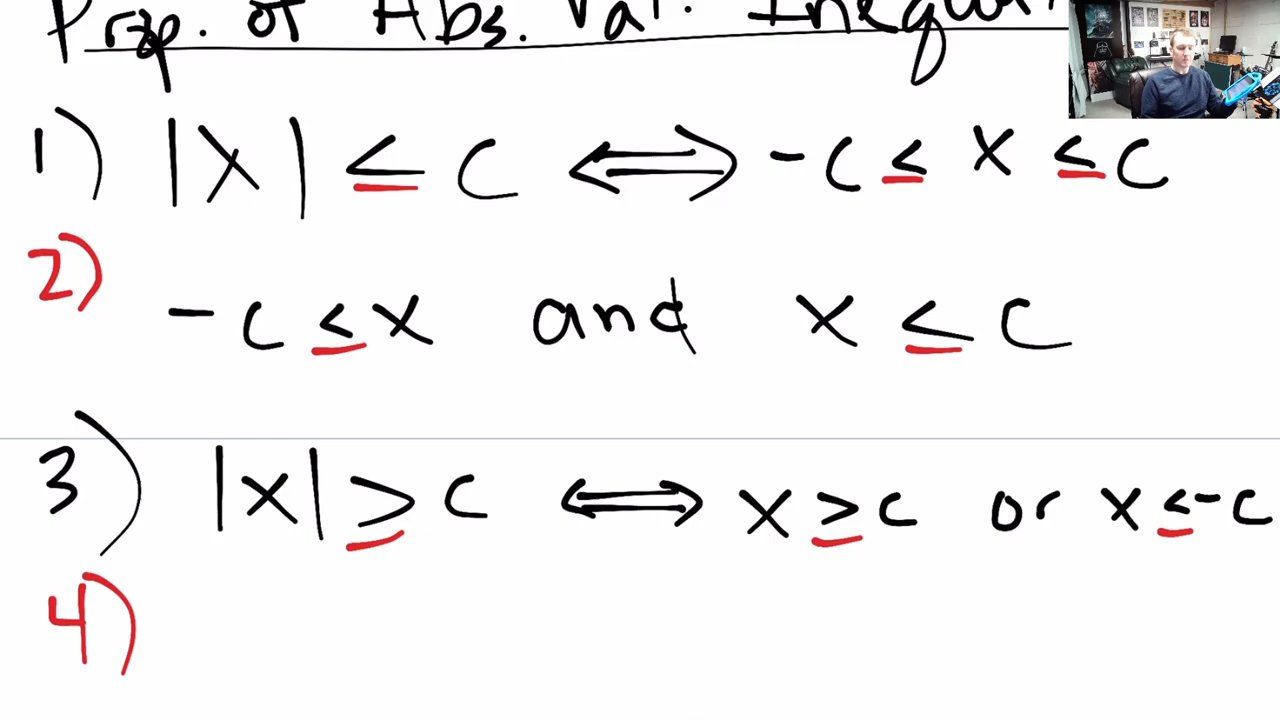 Prop. of Abs. Val. Inequal
1) |X| ≤ C ⟺ -C ≤ X ≤ C
2)
-C ≤ X and X ≤ C
3) |X| ≥ C ⟺ X ≥ C or X ≤ -C
4)